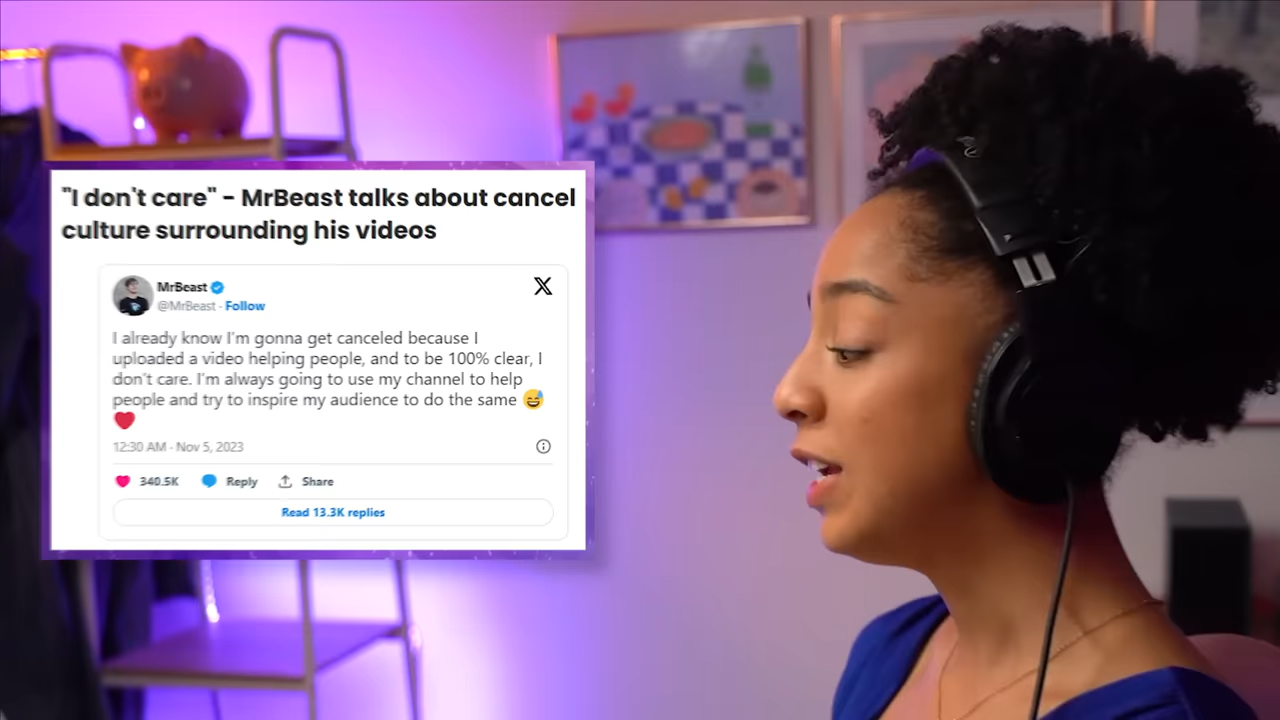 "I don't care" - MrBeast talks about cancel
culture surrounding his videos
MrBeast
@MrBeast · Follow
X
I already know I'm gonna get canceled because I
uploaded a video helping people, and to be 100% clear, I
don't care. I'm always going to use my channel to help
people and try to inspire my audience to do the same 😅
❤️
12:30 AM · Nov 5, 2023
340.5K Reply Share
Read 13.3K replies